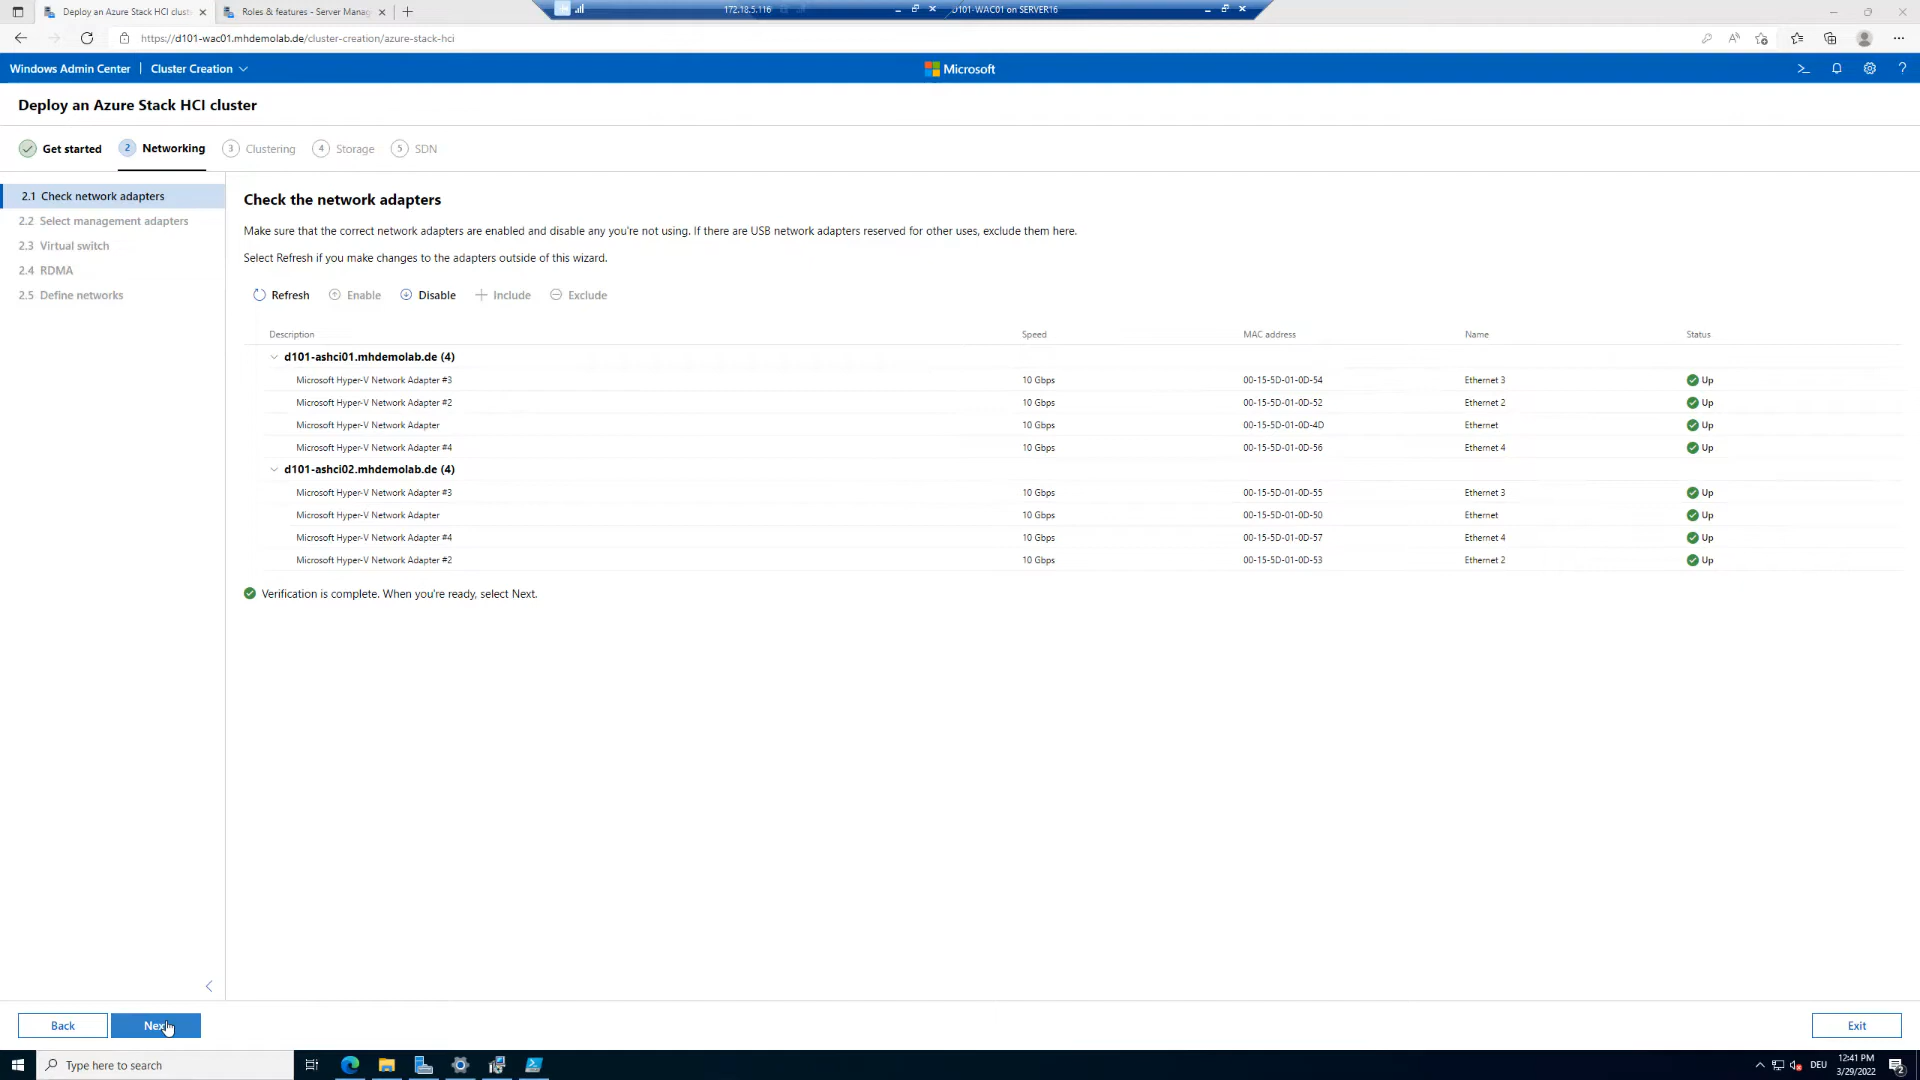 Deploy an Azure Stack HCI clust
Roles & features - Server Manag
172.18.5.116
D101-WAC01 on SERVER16
https://d101-wac01.mhdemolab.de/cluster-creation/azure-stack-hci
Windows Admin Center
Cluster Creation
Microsoft
Deploy an Azure Stack HCI cluster
Get started
2 Networking
3 Clustering
4 Storage
5 SDN
2.1 Check network adapters
2.2 Select management adapters
2.3 Virtual switch
2.4 RDMA
2.5 Define networks
Check the network adapters
Make sure that the correct network adapters are enabled and disable any you're not using. If there are USB network adapters reserved for other uses, exclude them here.
Select Refresh if you make changes to the adapters outside of this wizard.
Refresh Enable Disable Include Exclude
Description Speed MAC address Name Status
d101-ashci01.mhdemolab.de (4)
Microsoft Hyper-V Network Adapter #3 10 Gbps 00-15-5D-01-0D-54 Ethernet 3 Up
Microsoft Hyper-V Network Adapter #2 10 Gbps 00-15-5D-01-0D-52 Ethernet 2 Up
Microsoft Hyper-V Network Adapter 10 Gbps 00-15-5D-01-0D-4D Ethernet Up
Microsoft Hyper-V Network Adapter #4 10 Gbps 00-15-5D-01-0D-56 Ethernet 4 Up
d101-ashci02.mhdemolab.de (4)
Microsoft Hyper-V Network Adapter #3 10 Gbps 00-15-5D-01-0D-55 Ethernet 3 Up
Microsoft Hyper-V Network Adapter 10 Gbps 00-15-5D-01-0D-50 Ethernet Up
Microsoft Hyper-V Network Adapter #4 10 Gbps 00-15-5D-01-0D-57 Ethernet 4 Up
Microsoft Hyper-V Network Adapter #2 10 Gbps 00-15-5D-01-0D-53 Ethernet 2 Up
Verification is complete. When you're ready, select Next.
Back
Next
Exit
Type here to search
DEU
12:41 PM
3/29/2022
2